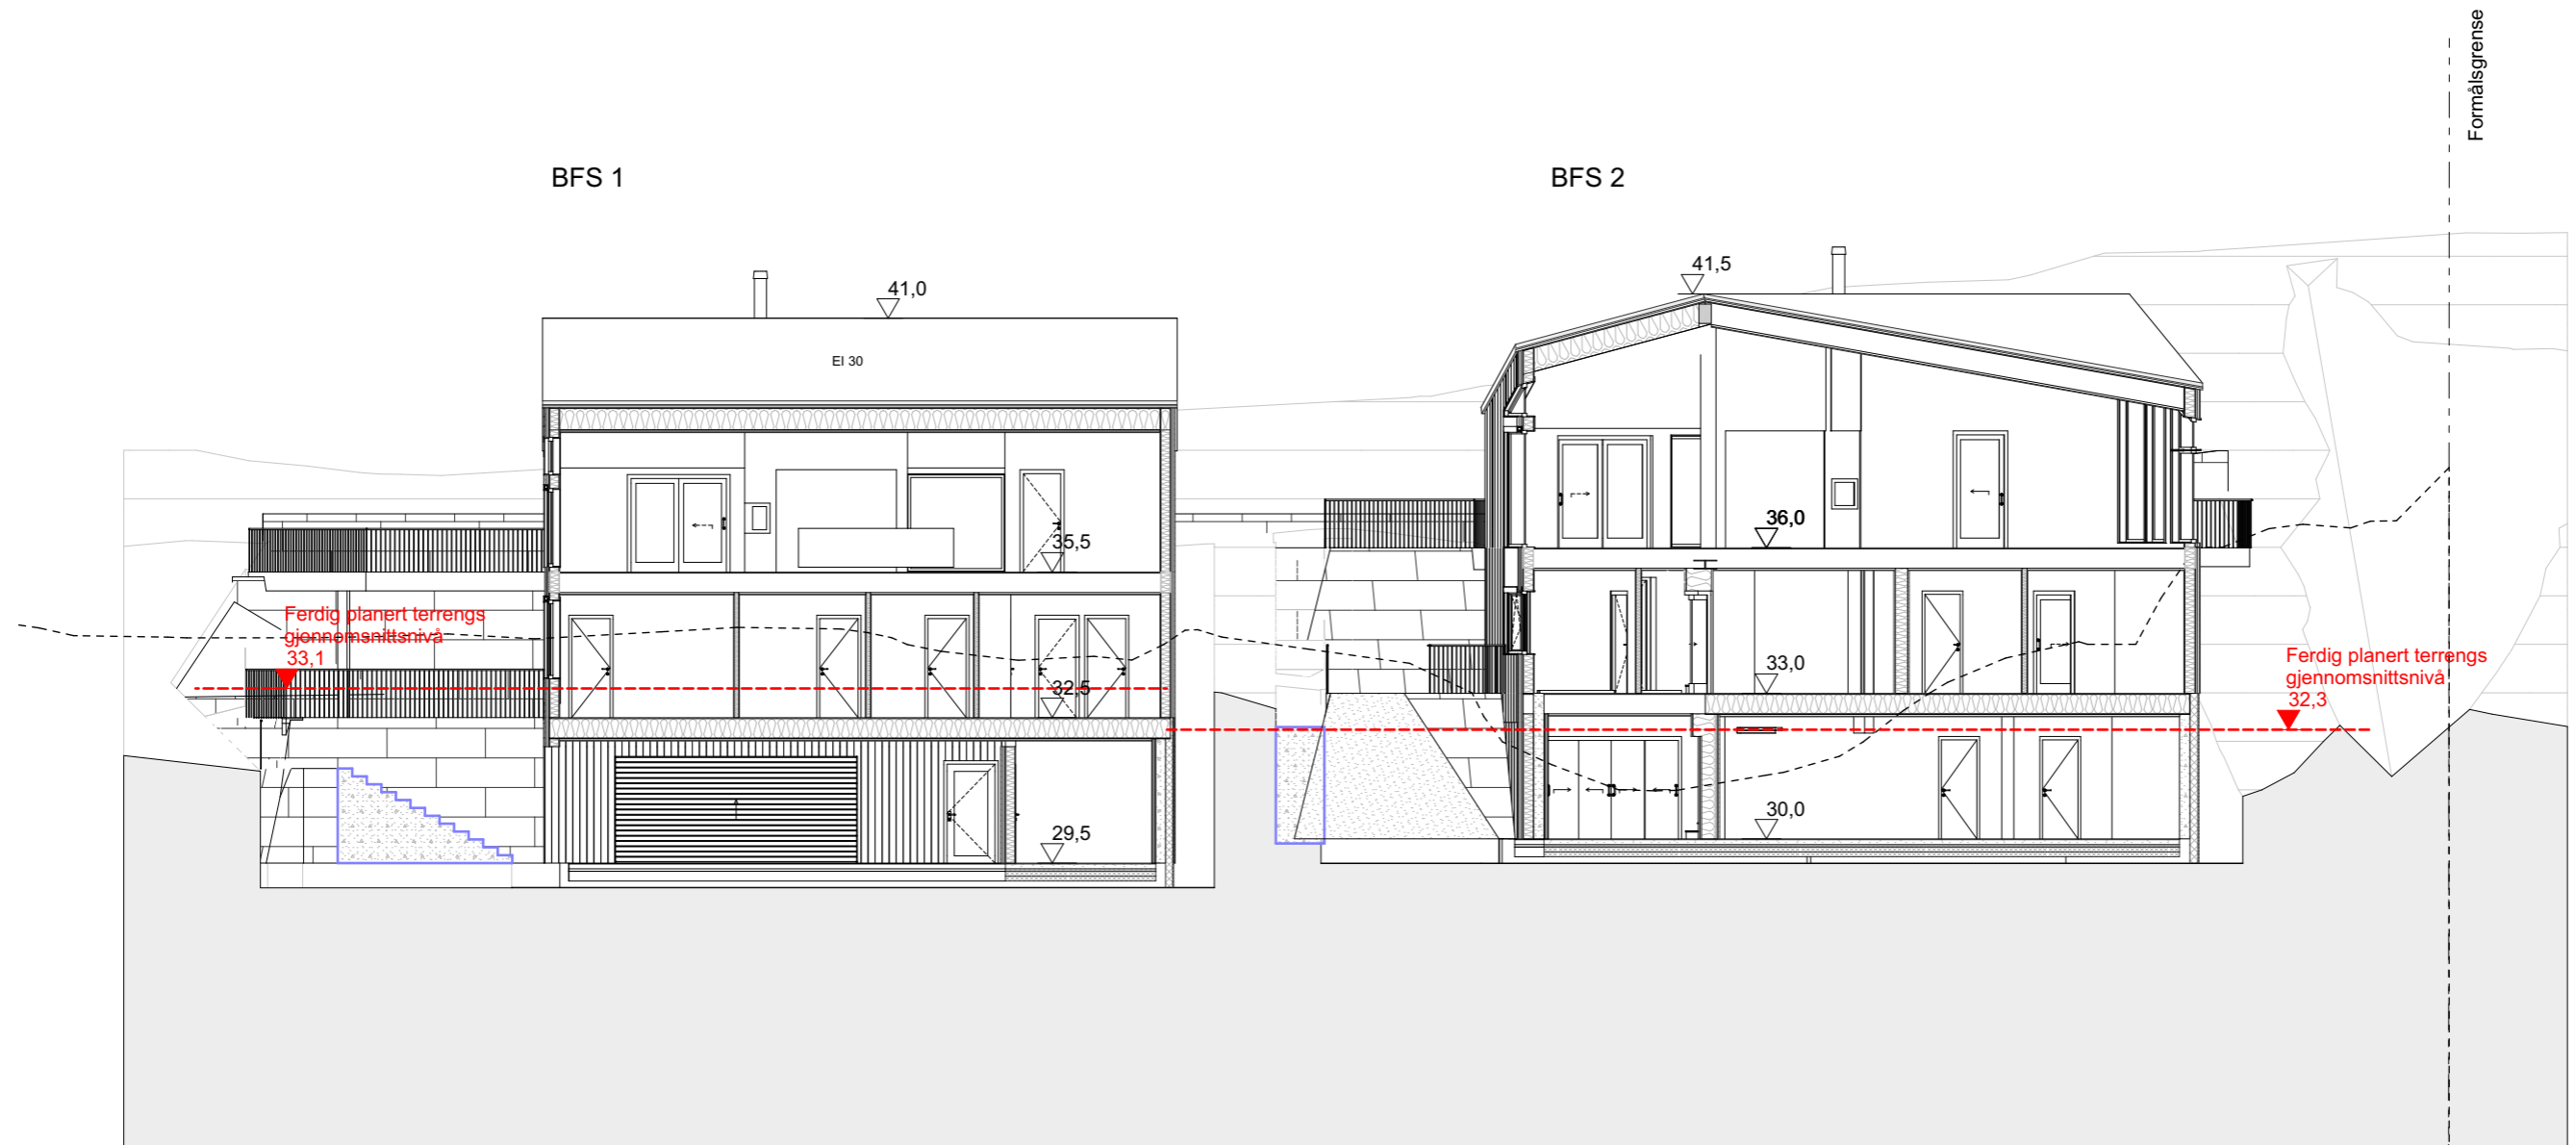 Formålsgrense
BFS 1
BFS 2
41,0
41,5
EI 30
35,5
36,0
Ferdig planert terrengs
gjennomsnittsnivå
33,1
32,5
33,0
Ferdig planert terrengs
gjennomsnittsnivå
32,3
29,5
30,0